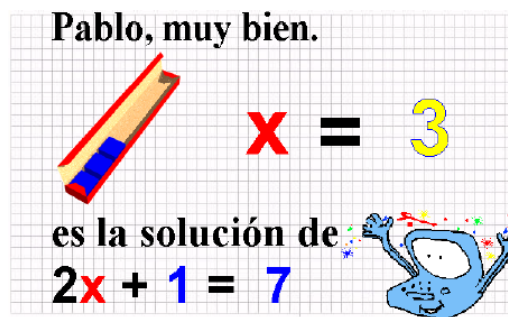 Pablo, muy bien.
x = 3
es la solución de
2x + 1 = 7